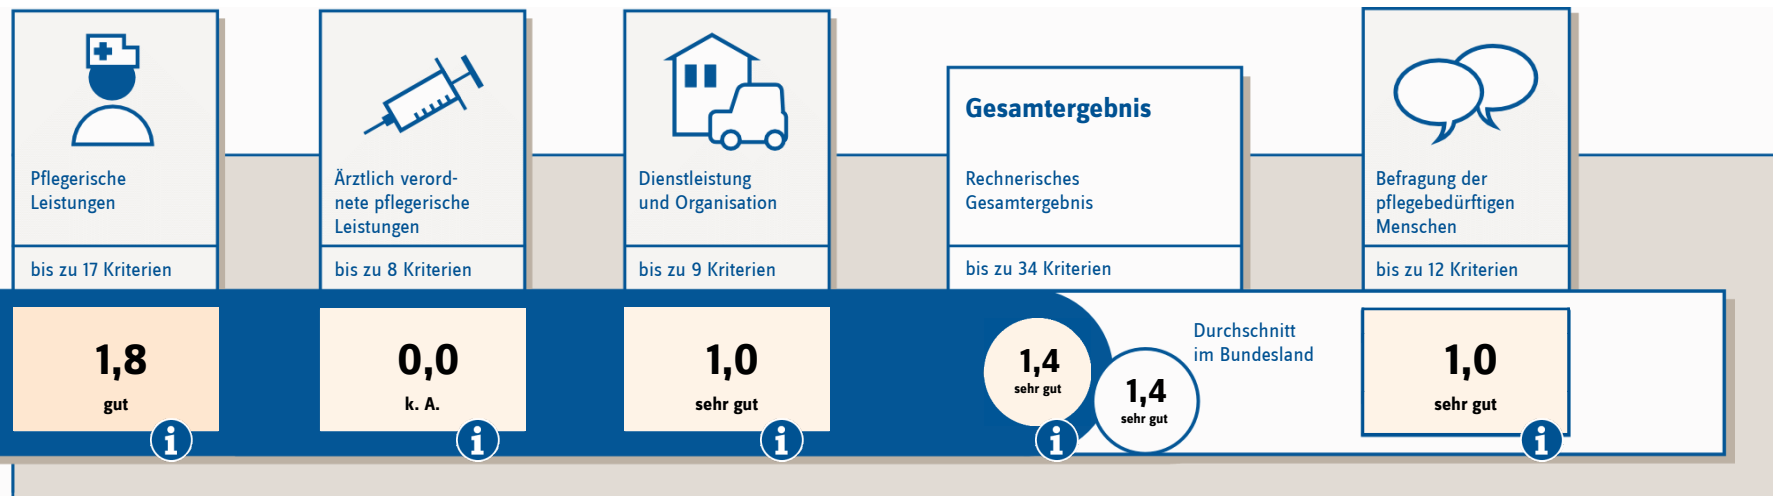 Pflegerische
Leistungen
bis zu 17 Kriterien
1,8
gut
i
Ärztlich verord-
nete pflegerische
Leistungen
bis zu 8 Kriterien
0,0
k. A.
i
Dienstleistung
und Organisation
bis zu 9 Kriterien
1,0
sehr gut
i
Gesamtergebnis
Rechnerisches
Gesamtergebnis
bis zu 34 Kriterien
1,4
sehr gut
i
Durchschnitt
im Bundesland
1,4
sehr gut
Befragung der
pflegebedürftigen
Menschen
bis zu 12 Kriterien
1,0
sehr gut
i